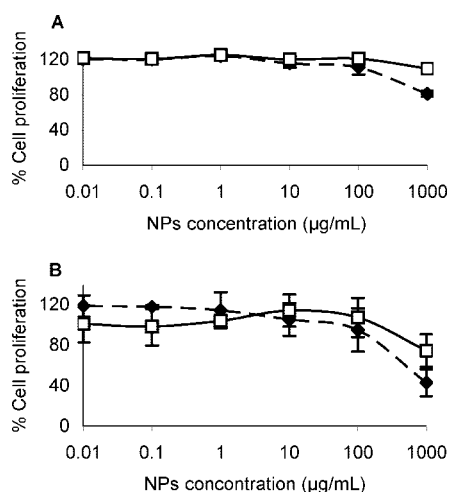 A
% Cell proliferation
120
80
40
0
0.01 0.1 1 10 100 1000
NPs concentration (µg/mL)
B
% Cell proliferation
120
80
40
0
0.01 0.1 1 10 100 1000
NPs concontration (µg/mL)